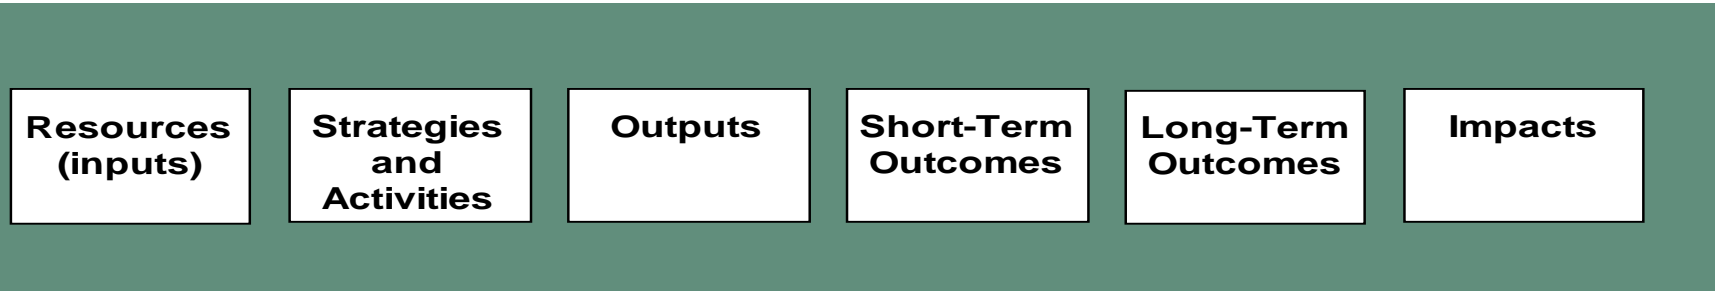 Resources
(inputs)
Strategies
and
Activities
Outputs
Short-Term
Outcomes
Long-Term
Outcomes
Impacts